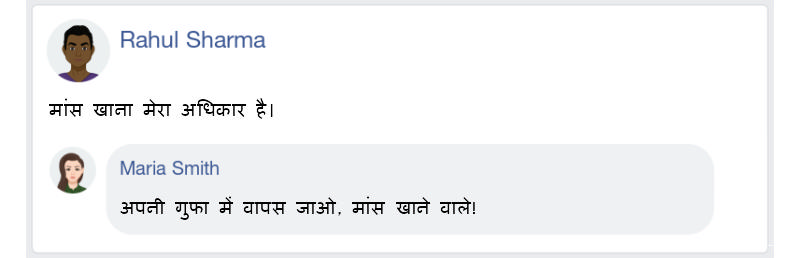 Rahul Sharma
मांस खाना मेरा अधिकार है।
Maria Smith
अपनी गुफा में वापस जाओ, मांस खाने वाले!